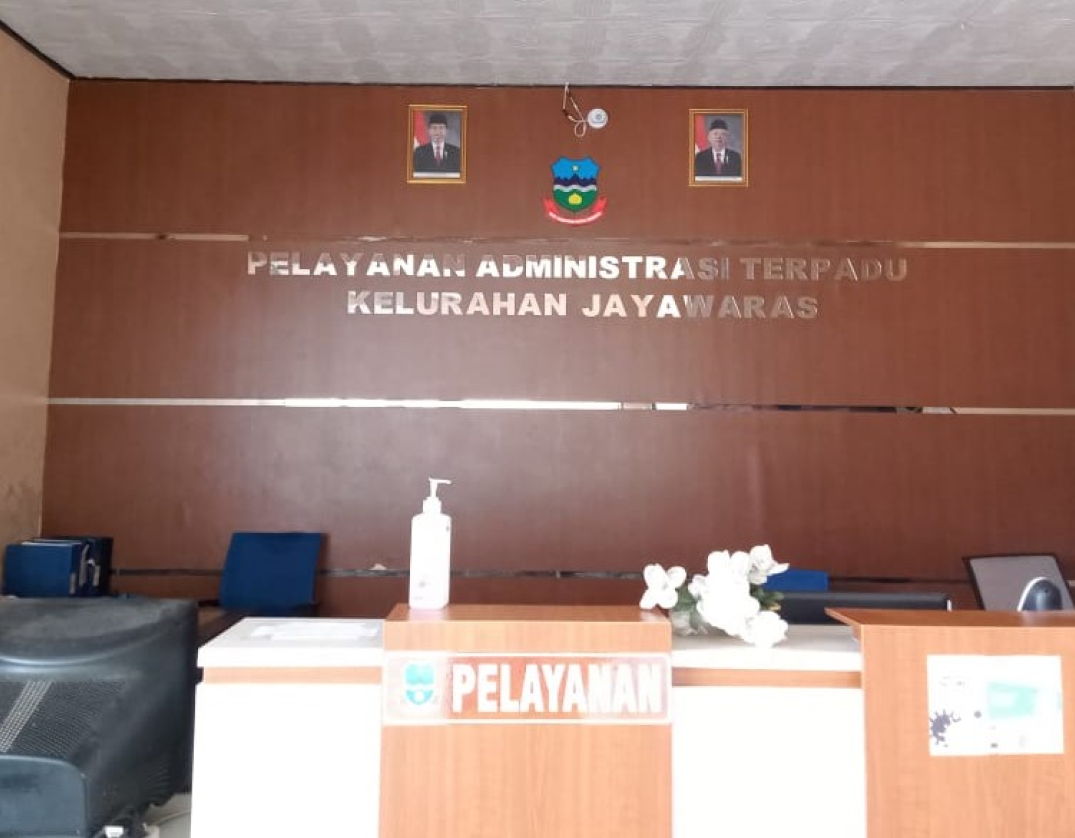 PELAYANAN ADMINISTRASI TERPADU
KELURAHAN JAYAWARAS
PELAYANAN